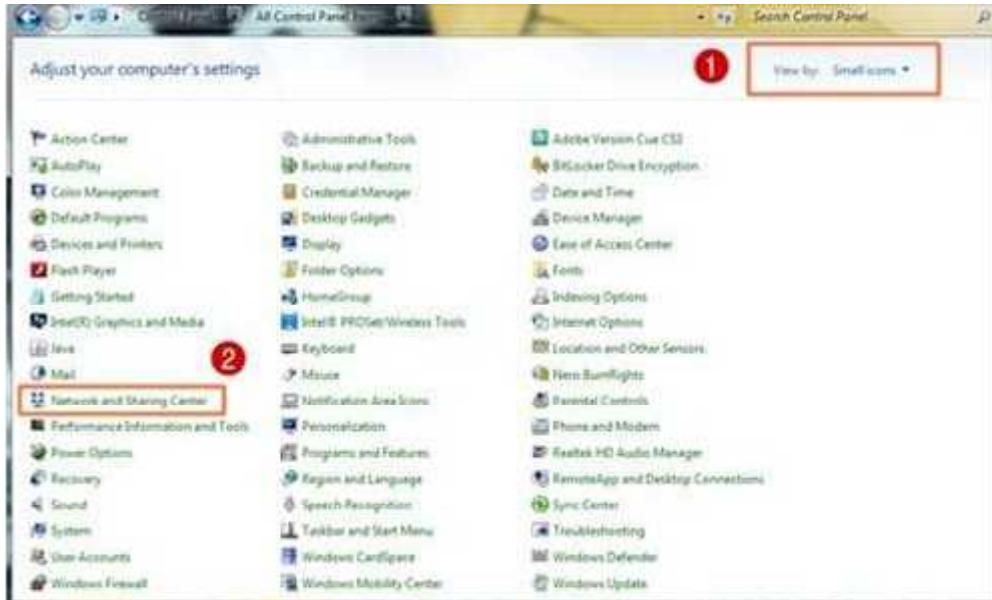 Control Panel All Control Panel Items Search Control Panel
Adjust your computer's settings
1
View by: Small icons
Action Center
Administrative Tools
Adobe Version Cue CS3
AutoPlay
Backup and Restore
BitLocker Drive Encryption
Color Management
Credential Manager
Date and Time
Default Programs
Desktop Gadgets
Device Manager
Devices and Printers
Display
Ease of Access Center
Flash Player
Folder Options
Fonts
Getting Started
HomeGroup
Indexing Options
Intel(R) Graphics and Media
Intel® PROSet/Wireless Tools
Internet Options
Java
2
Keyboard
Location and Other Sensors
Mail
Mouse
Nero BurnRights
Network and Sharing Center
Notification Area Icons
Parental Controls
Performance Information and Tools
Personalization
Phone and Modem
Power Options
Programs and Features
Realtek HD Audio Manager
Recovery
Region and Language
RemoteApp and Desktop Connections
Sound
Speech Recognition
Sync Center
System
Taskbar and Start Menu
Troubleshooting
User Accounts
Windows CardSpace
Windows Defender
Windows Firewall
Windows Mobility Center
Windows Update